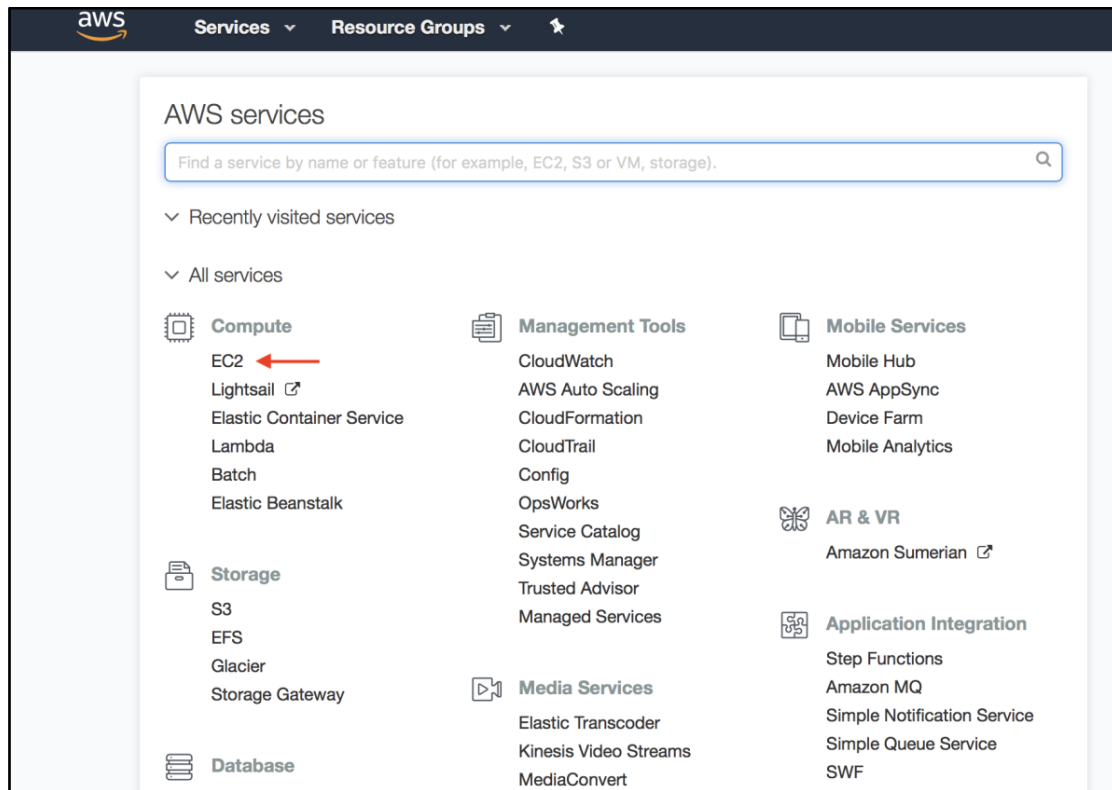 aws
Services
Resource Groups
AWS services
Find a service by name or feature (for example, EC2, S3 or VM, storage).
Recently visited services
All services
Compute
EC2
Lightsail
Elastic Container Service
Lambda
Batch
Elastic Beanstalk
Storage
S3
EFS
Glacier
Storage Gateway
Database
Management Tools
CloudWatch
AWS Auto Scaling
CloudFormation
CloudTrail
Config
OpsWorks
Service Catalog
Systems Manager
Trusted Advisor
Managed Services
Media Services
Elastic Transcoder
Kinesis Video Streams
MediaConvert
Mobile Services
Mobile Hub
AWS AppSync
Device Farm
Mobile Analytics
AR & VR
Amazon Sumerian
Application Integration
Step Functions
Amazon MQ
Simple Notification Service
Simple Queue Service
SWF